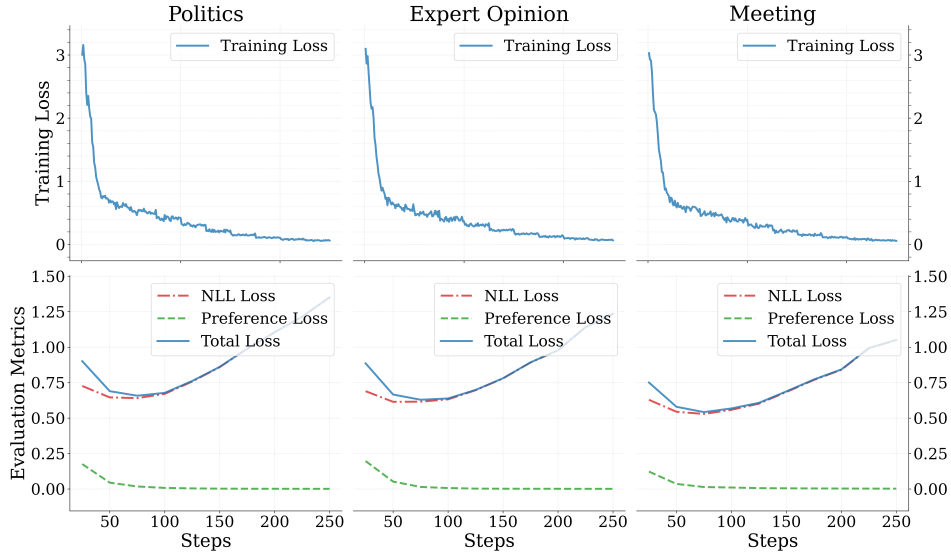 Politics
Expert Opinion
Meeting
Training Loss
Training Loss
Training Loss
Training Loss
3
2
1
0
3
2
1
0
Evaluation Metrics
1.50
1.25
1.00
0.75
0.50
0.25
0.00
NLL Loss
Preference Loss
Total Loss
NLL Loss
Preference Loss
Total Loss
NLL Loss
Preference Loss
Total Loss
1.50
1.25
1.00
0.75
0.50
0.25
0.00
50 100 150 200 250
50 100 150 200 250
50 100 150 200 250
Steps
Steps
Steps